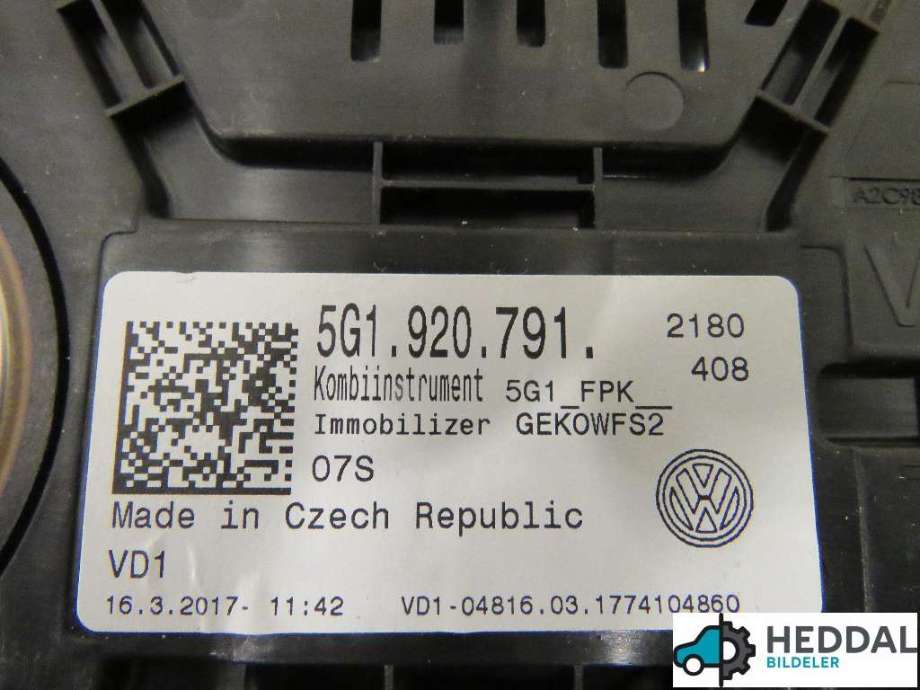 5G1.920.791. 2180
408
Kombiinstrument 5G1_FPK__
Immobilizer GEKOWFS2
07S
Made in Czech Republic
VD1
16.3.2017- 11:42 VD1-04816.03.1774104860
HEDDAL
BILDELER